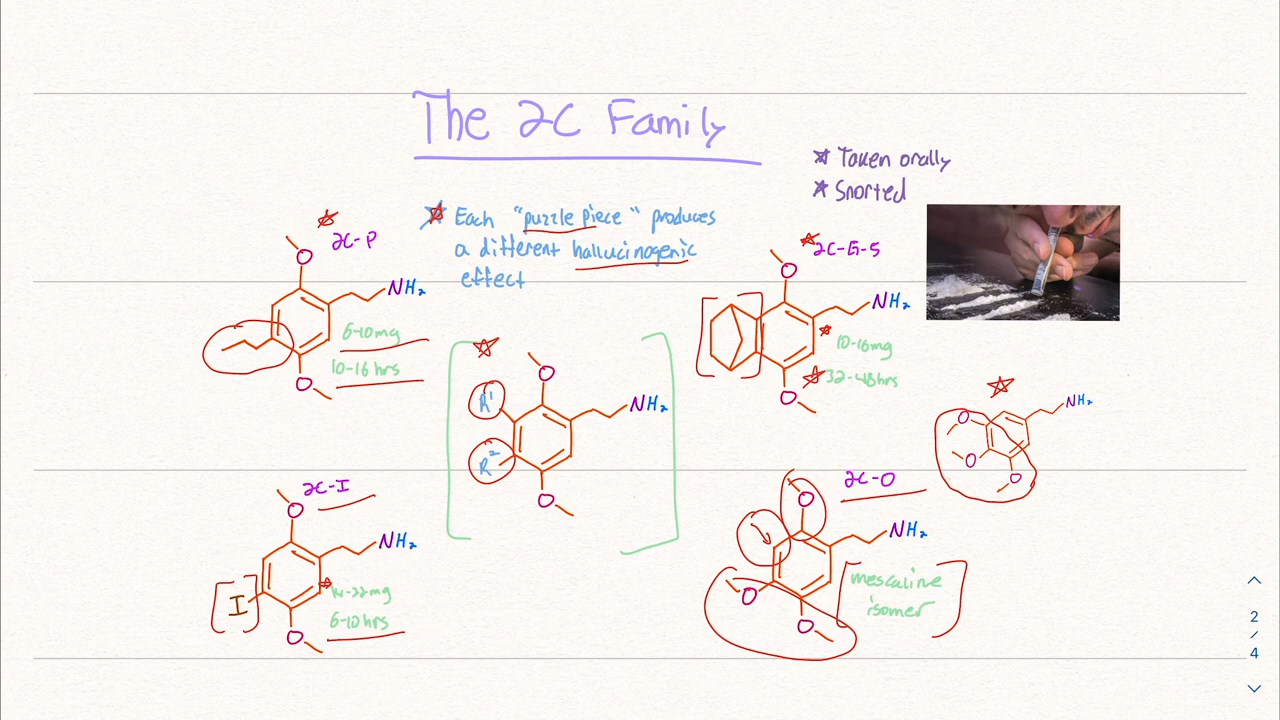 The 2C Family
Taken orally
Snorted
Each "puzzle piece" produces
a different hallucinogenic
effect
2C-P
O
NH₂
6-10mg
10-16 hrs
O
2C-G-5
O
NH₂
10-16mg
32-48hrs
O
O
R¹
NH₂
R²
O
NH₂
O
O
O
2C-I
O
NH₂
I
14-22mg
6-10hrs
O
2C-O
O
NH₂
mescaline
isomer
O
O
2
/
4